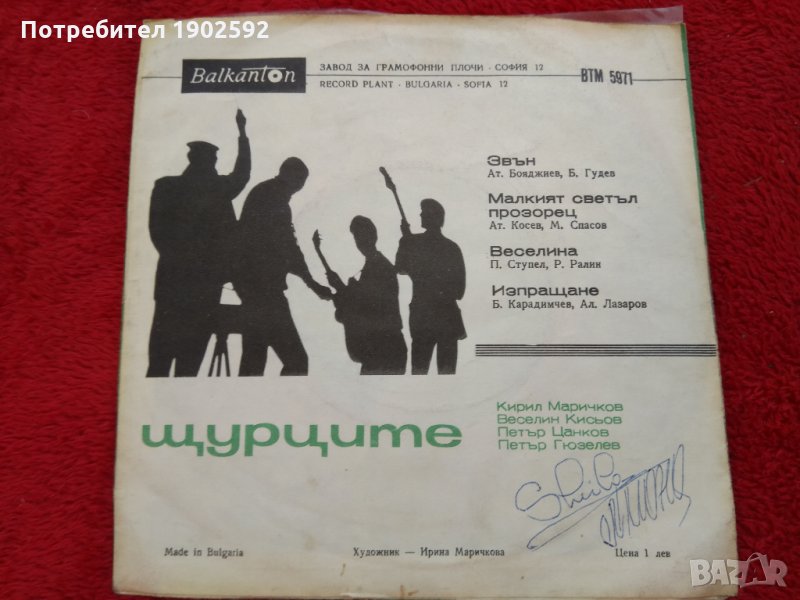 Потребител 1902592
Balkanton
ЗАВОД ЗА ГРАМОФОННИ ПЛОЧИ · СОФИЯ 12
RECORD PLANT · BULGARIA · SOFIA 12
ВТМ 5971
Звън
Ат. Бояджиев, Б. Гудев
Малкият светъл
прозорец
Ат. Косев, М. Спасов
Веселина
П. Ступел, Р. Ралин
Изпращане
Б. Карадимчев, Ал. Лазаров
щурците
Кирил Маричков
Веселин Кисьов
Петър Цанков
Петър Гюзелев
Made in Bulgaria
Художник — Ирина Маричкова
Цена 1 лев
BAZAR